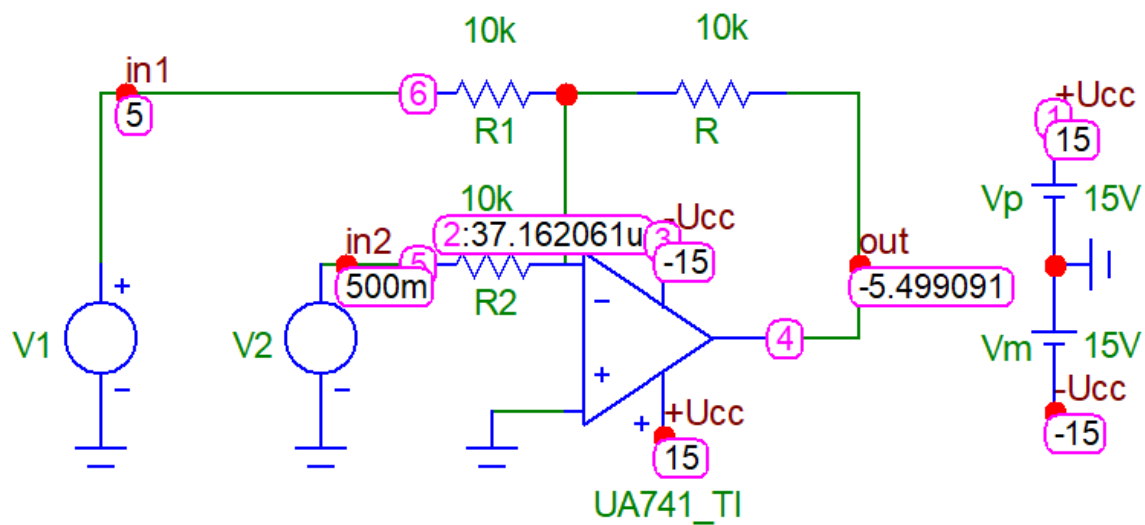 10k
10k
in1
6
5
R1
R
+Ucc
1
15
Vp
15V
10k
2:37.162061u
-Ucc
3
-15
in2
5
500m
R2
out
-5.499091
V1
+
-
V2
-
+
4
Vm
15V
-Ucc
-15
+
+Ucc
15
-
UA741_TI